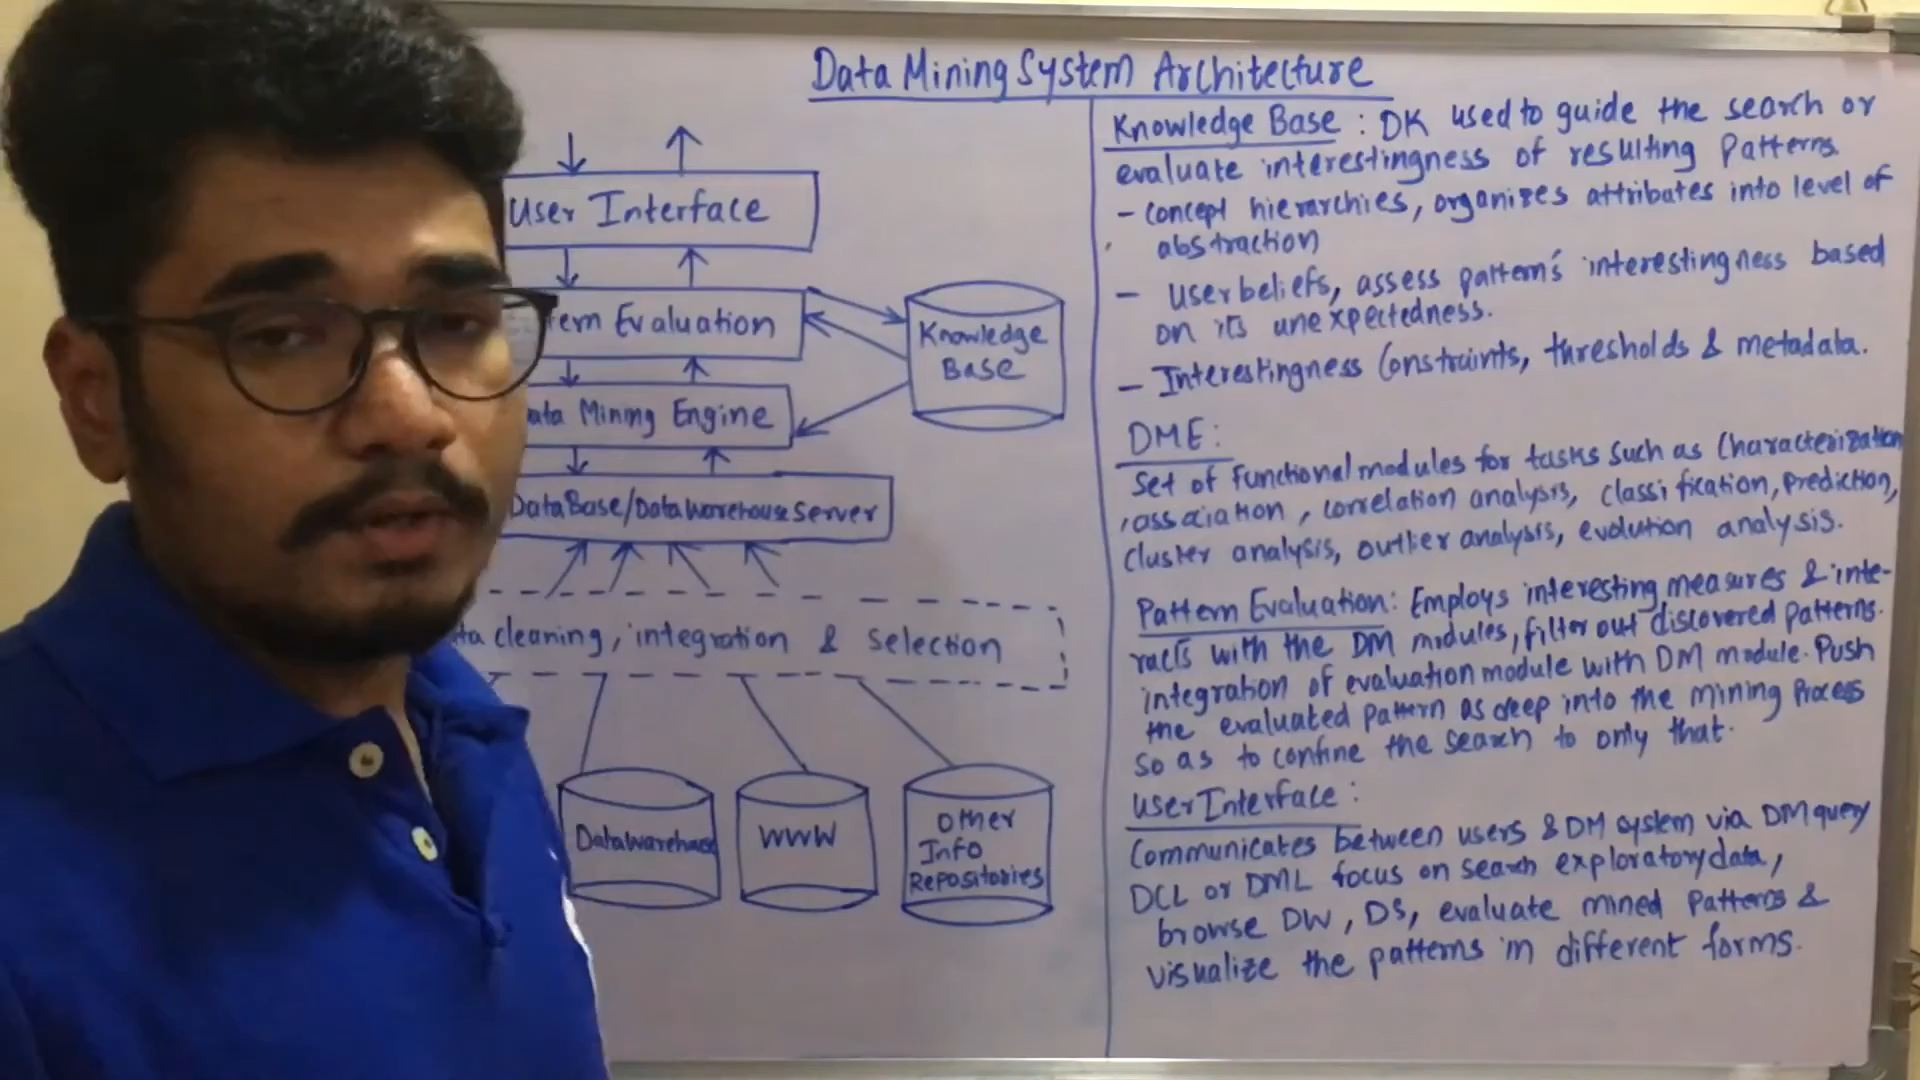 Data Mining System Architecture
User Interface
tern Evaluation
Knowledge
Base
ata Mining Engine
DataBase/Datawarehouse Server
ta cleaning, integration & selection
Datawarehouse
WWW
Other
Info
Repositories
Knowledge Base : DK used to guide the search or
evaluate interestingness of resulting Patterns.
- concept hierarchies, organizes attributes into level of
abstraction
- User beliefs, assess pattern's interestingness based
on its unexpectedness.
- Interestingness Constraints, thresholds & metadata.
DME:
Set of functional modules for tasks such as Characterization
, association, correlation analysis, classification, prediction,
cluster analysis, outlier analysis, evolution analysis.
Pattern Evaluation: Employs interesting measures & inte-
racts with the DM modules, filter out discovered patterns.
integration of evaluation module with DM module. Push
the evaluated pattern as deep into the mining Process
so as to confine the search to only that.
User Interface :
Communicates between users & DM system via DM query
DCL or DML focus on search exploratory data,
browse DW, DS, evaluate mined Patterns &
visualize the patterns in different forms.